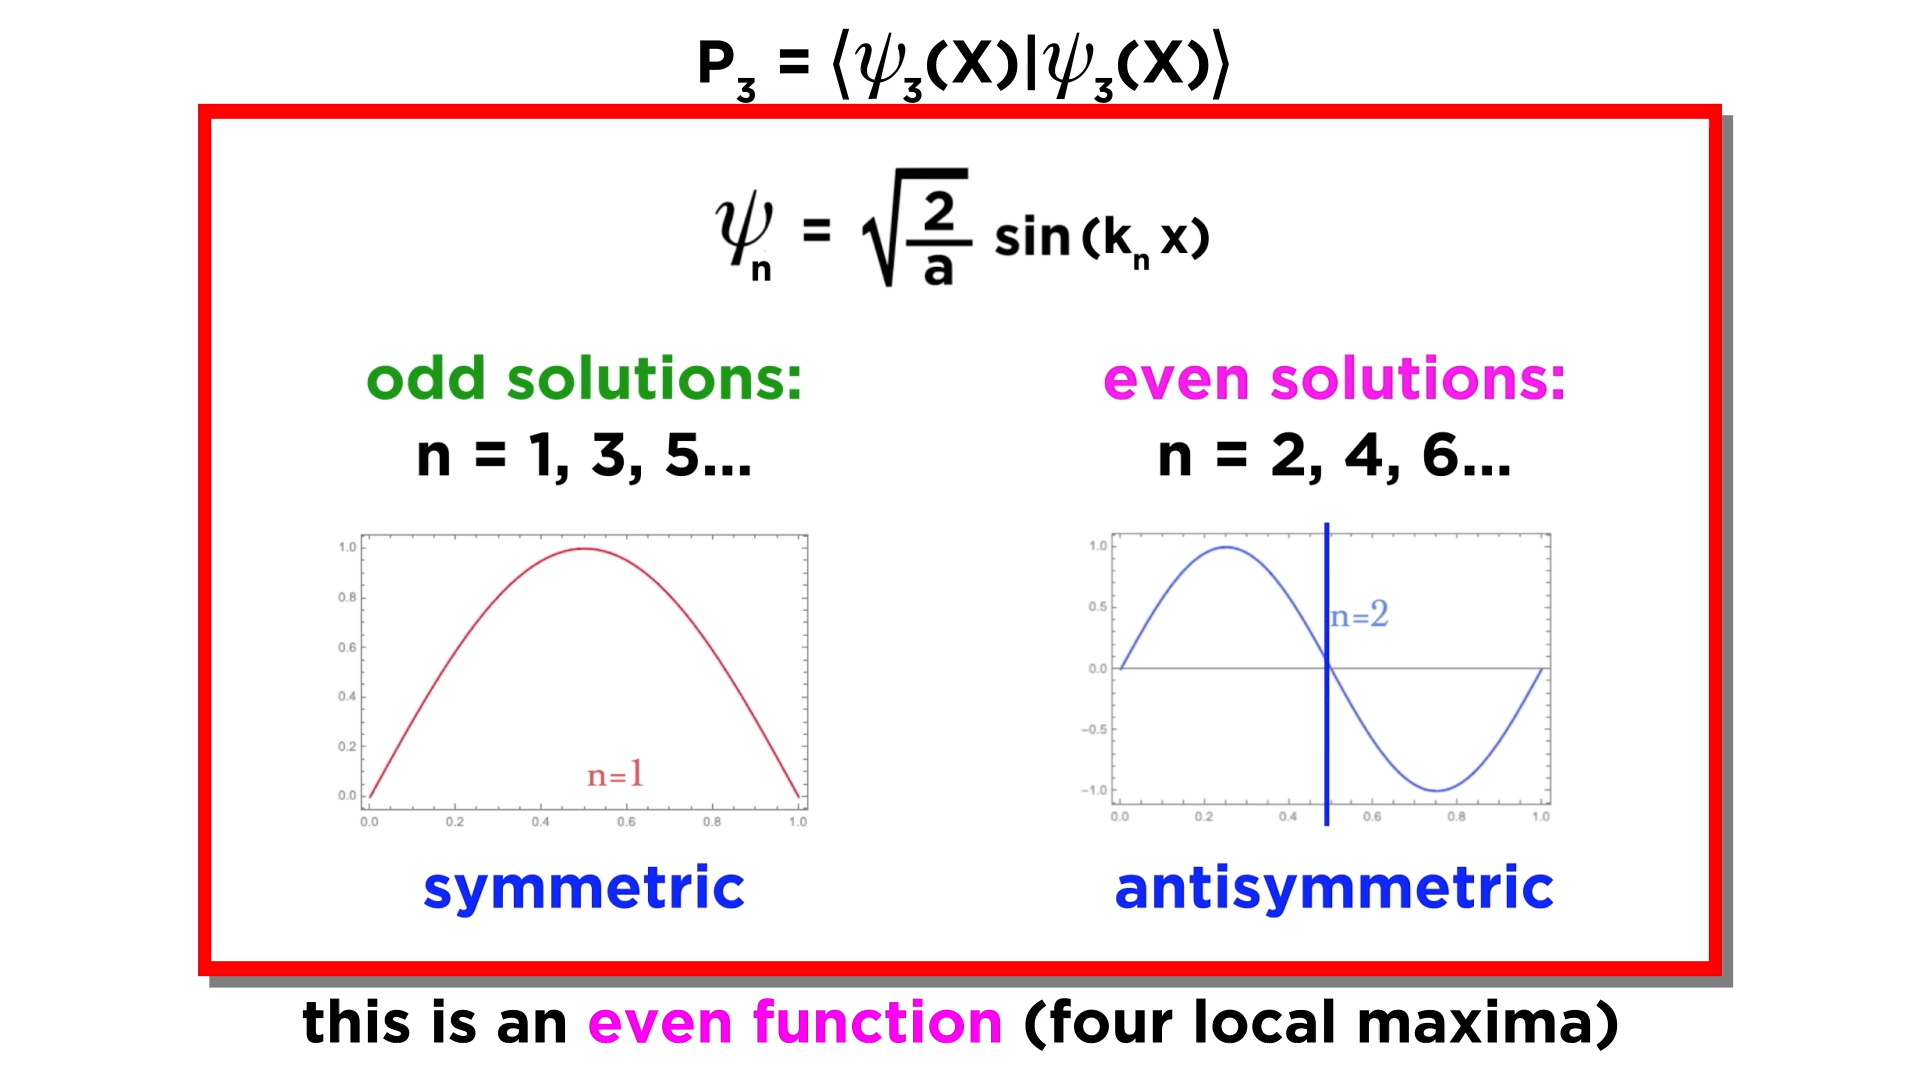 P₃ = ⟨ψ₃(X)|ψ₃(X)⟩
ψₙ = √(2/a) sin(kₙ x)
odd solutions:
n = 1, 3, 5...
1.0
0.8
0.6
0.4
0.2
0.0
n=1
0.0 0.2 0.4 0.6 0.8 1.0
symmetric
even solutions:
n = 2, 4, 6...
1.0
0.5
0.0
−0.5
−1.0
n=2
0.0 0.2 0.4 0.6 0.8 1.0
antisymmetric
this is an even function (four local maxima)